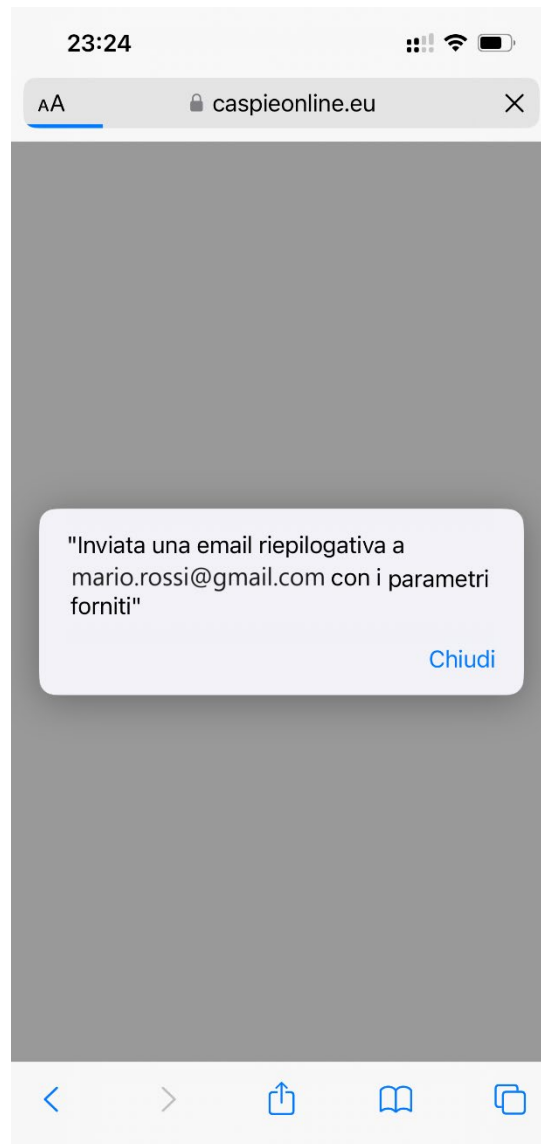 23:24
AA caspieonline.eu
"Inviata una email riepilogativa a
mario.rossi@gmail.com con i parametri
forniti"
Chiudi